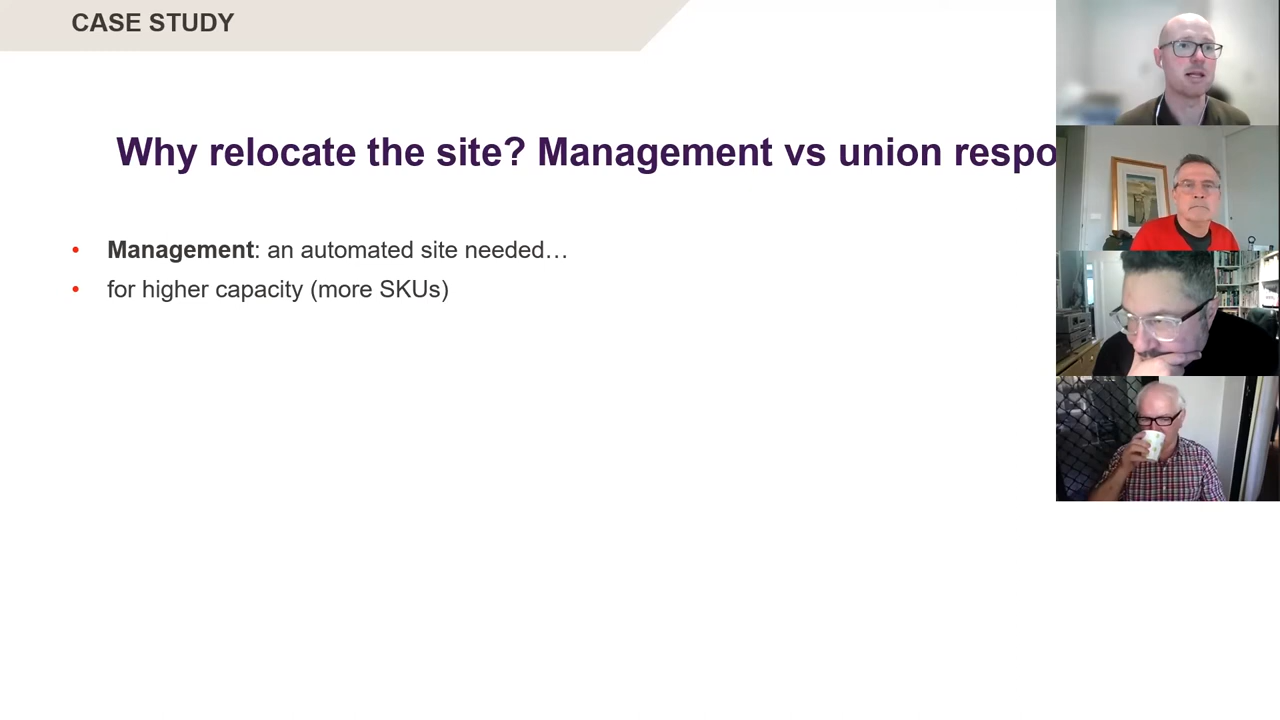 CASE STUDY
Why relocate the site? Management vs union respo
• Management: an automated site needed…
• for higher capacity (more SKUs)